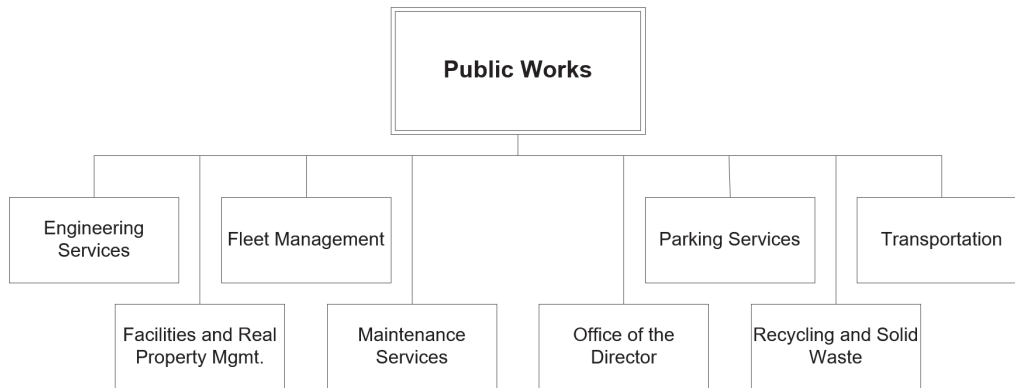 Public Works
Engineering
Services
Fleet Management
Parking Services
Transportation
Facilities and Real
Property Mgmt.
Maintenance
Services
Office of the
Director
Recycling and Solid
Waste